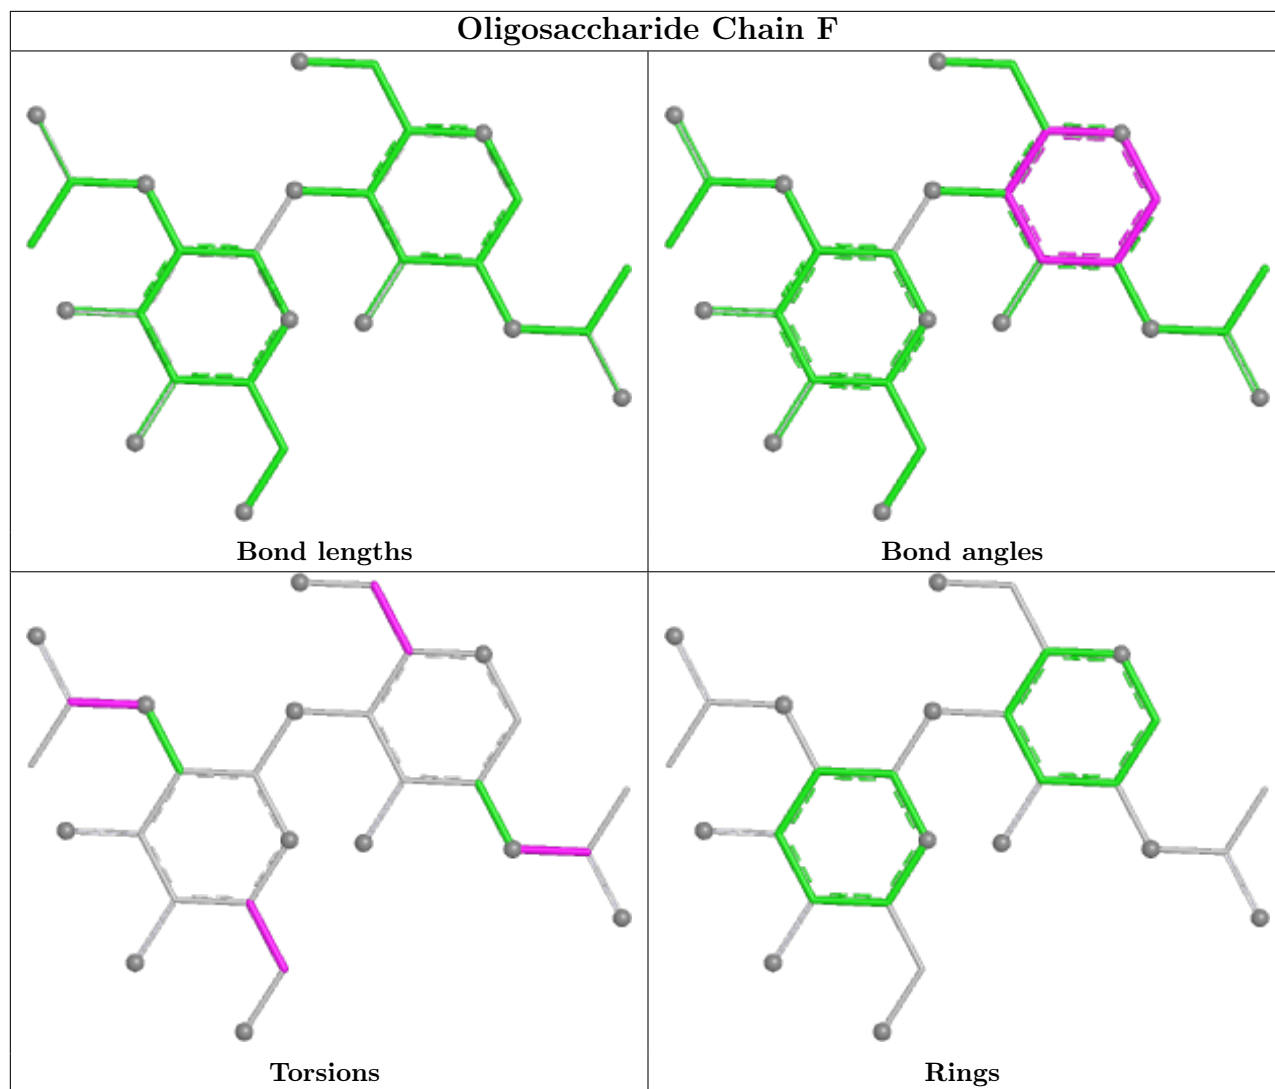 Oligosaccharide Chain F
Bond lengths
Bond angles
Torsions
Rings